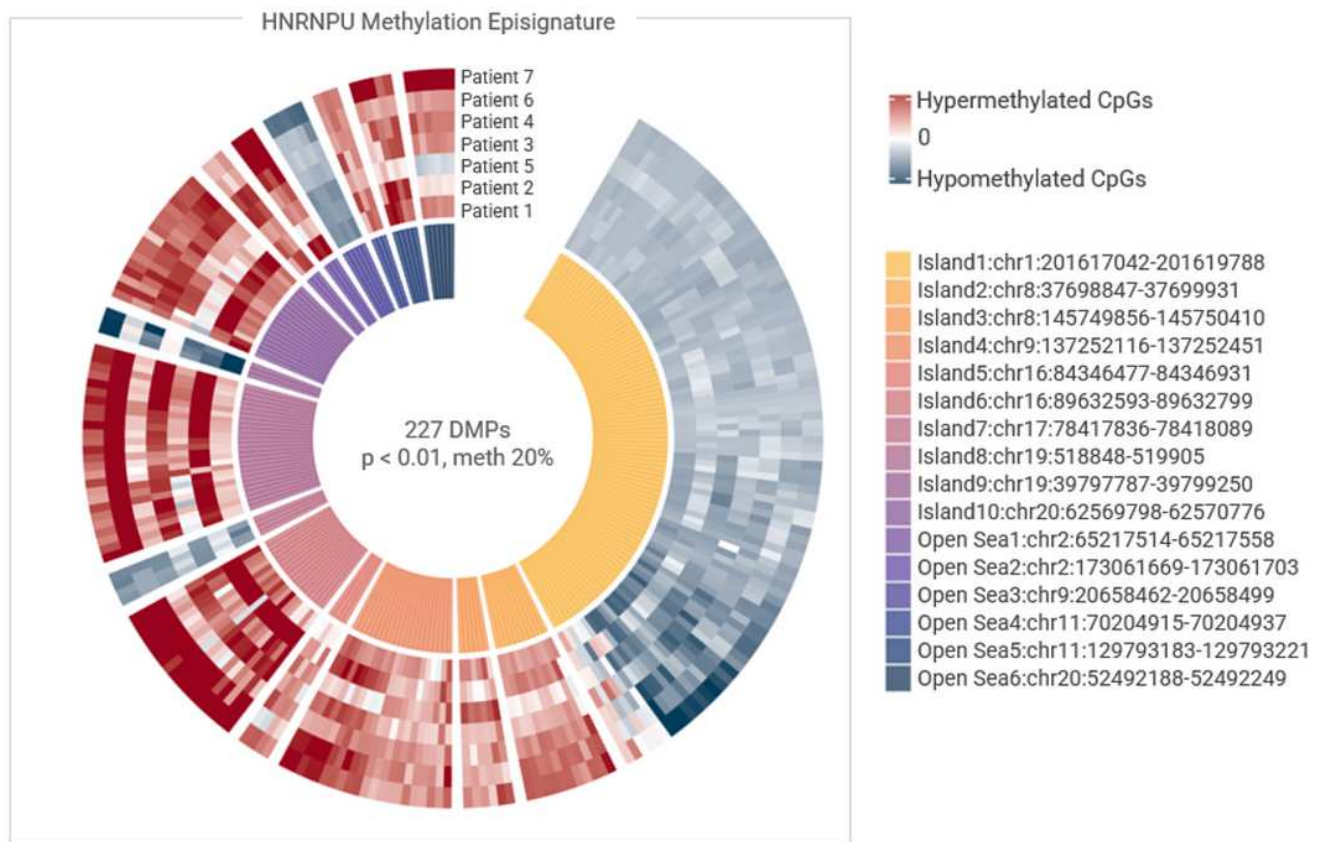 HNRNPU Methylation Episignature
Patient 7
Patient 6
Patient 4
Patient 3
Patient 5
Patient 2
Patient 1
227 DMPs
p < 0.01, meth 20%
Hypermethylated CpGs
0
Hypomethylated CpGs
Island1:chr1:201617042-201619788
Island2:chr8:37698847-37699931
Island3:chr8:145749856-145750410
Island4:chr9:137252116-137252451
Island5:chr16:84346477-84346931
Island6:chr16:89632593-89632799
Island7:chr17:78417836-78418089
Island8:chr19:518848-519905
Island9:chr19:39797787-39799250
Island10:chr20:62569798-62570776
Open Sea1:chr2:65217514-65217558
Open Sea2:chr2:173061669-173061703
Open Sea3:chr9:20658462-20658499
Open Sea4:chr11:70204915-70204937
Open Sea5:chr11:129793183-129793221
Open Sea6:chr20:52492188-52492249